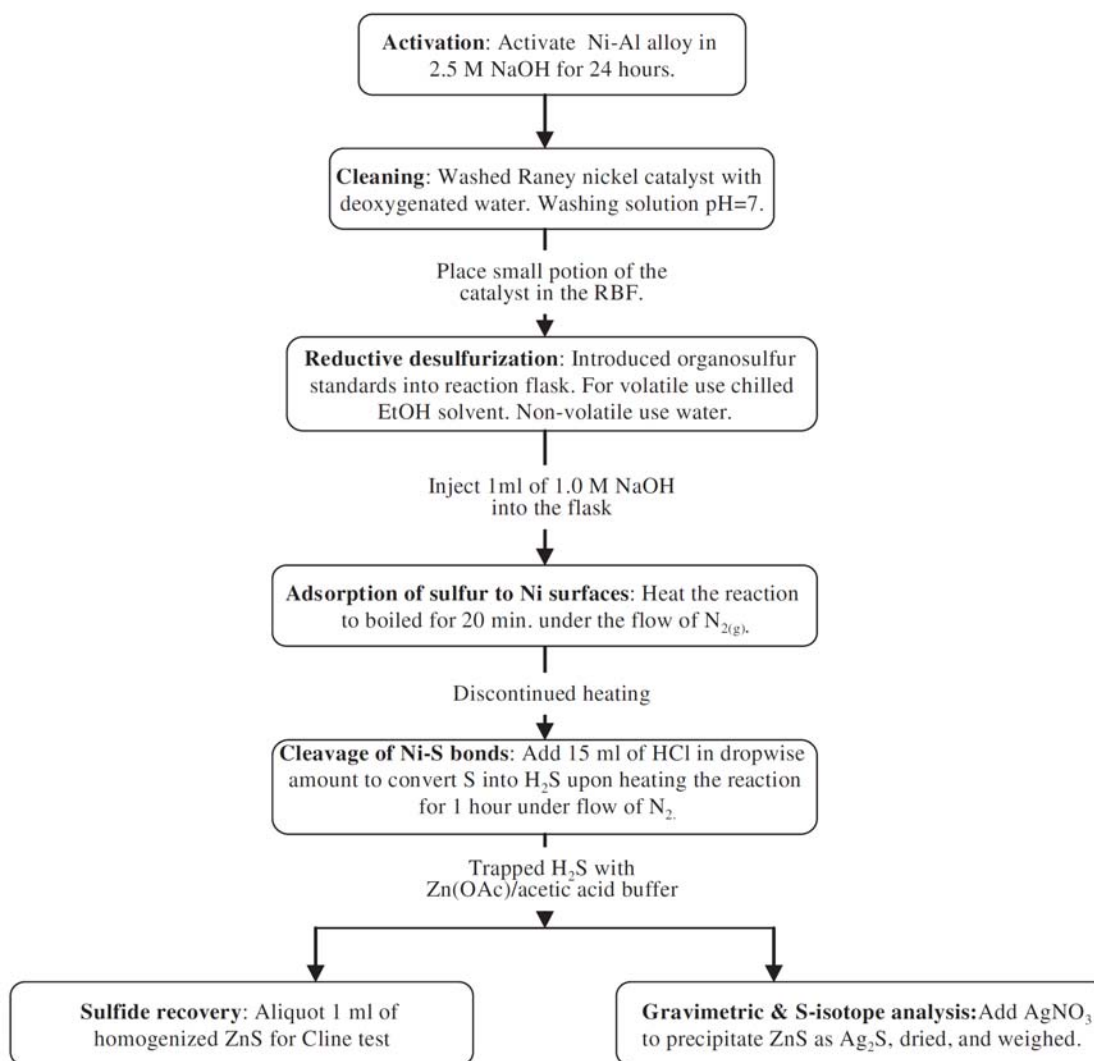 Activation: Activate Ni-Al alloy in
2.5 M NaOH for 24 hours.
Cleaning: Washed Raney nickel catalyst with
deoxygenated water. Washing solution pH=7.
Place small potion of the
catalyst in the RBF.
Reductive desulfurization: Introduced organosulfur
standards into reaction flask. For volatile use chilled
EtOH solvent. Non-volatile use water.
Inject 1ml of 1.0 M NaOH
into the flask
Adsorption of sulfur to Ni surfaces: Heat the reaction
to boiled for 20 min. under the flow of N2(g).
Discontinued heating
Cleavage of Ni-S bonds: Add 15 ml of HCl in dropwise
amount to convert S into H2S upon heating the reaction
for 1 hour under flow of N2.
Trapped H2S with
Zn(OAc)/acetic acid buffer
Sulfide recovery: Aliquot 1 ml of
homogenized ZnS for Cline test
Gravimetric & S-isotope analysis:Add AgNO3
to precipitate ZnS as Ag2S, dried, and weighed.